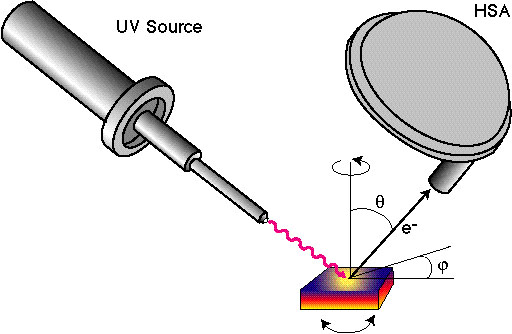 HSA
UV Source
θ
e-
φ